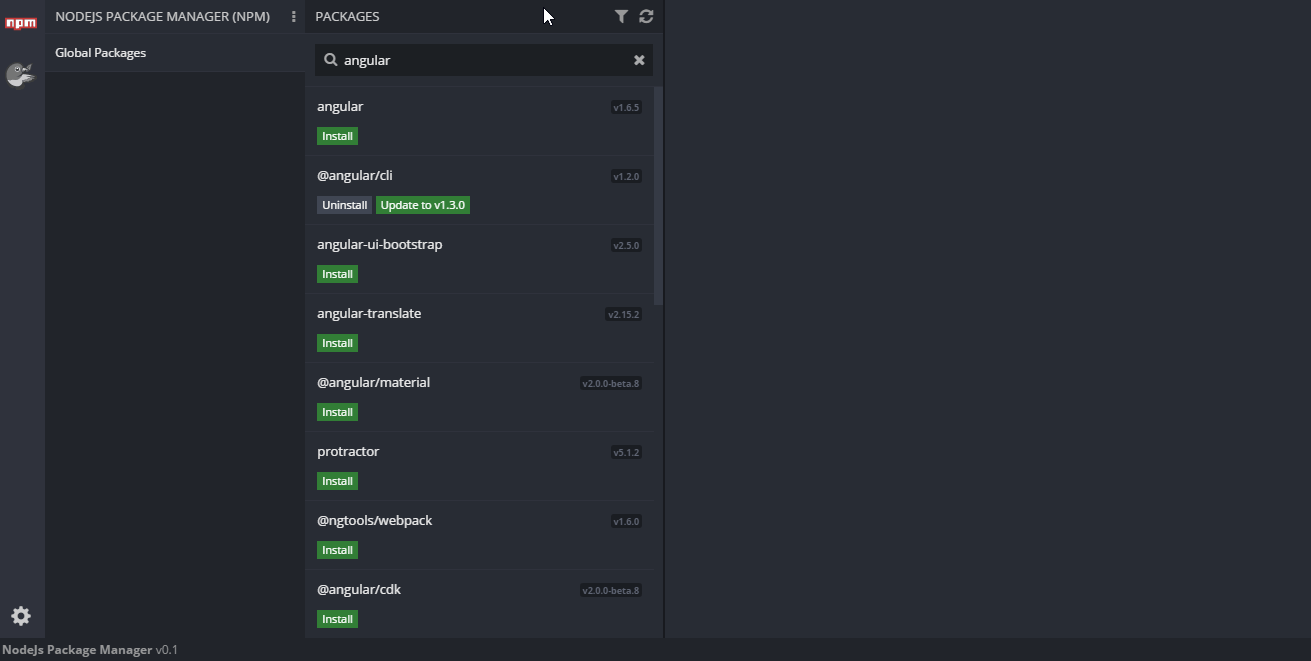 npm
NODEJS PACKAGE MANAGER (NPM)
Global Packages
PACKAGES
angular
angular v1.6.5
Install
@angular/cli v1.2.0
Uninstall Update to v1.3.0
angular-ui-bootstrap v2.5.0
Install
angular-translate v2.15.2
Install
@angular/material v2.0.0-beta.8
Install
protractor v5.1.2
Install
@ngtools/webpack v1.6.0
Install
@angular/cdk v2.0.0-beta.8
Install
NodeJs Package Manager v0.1